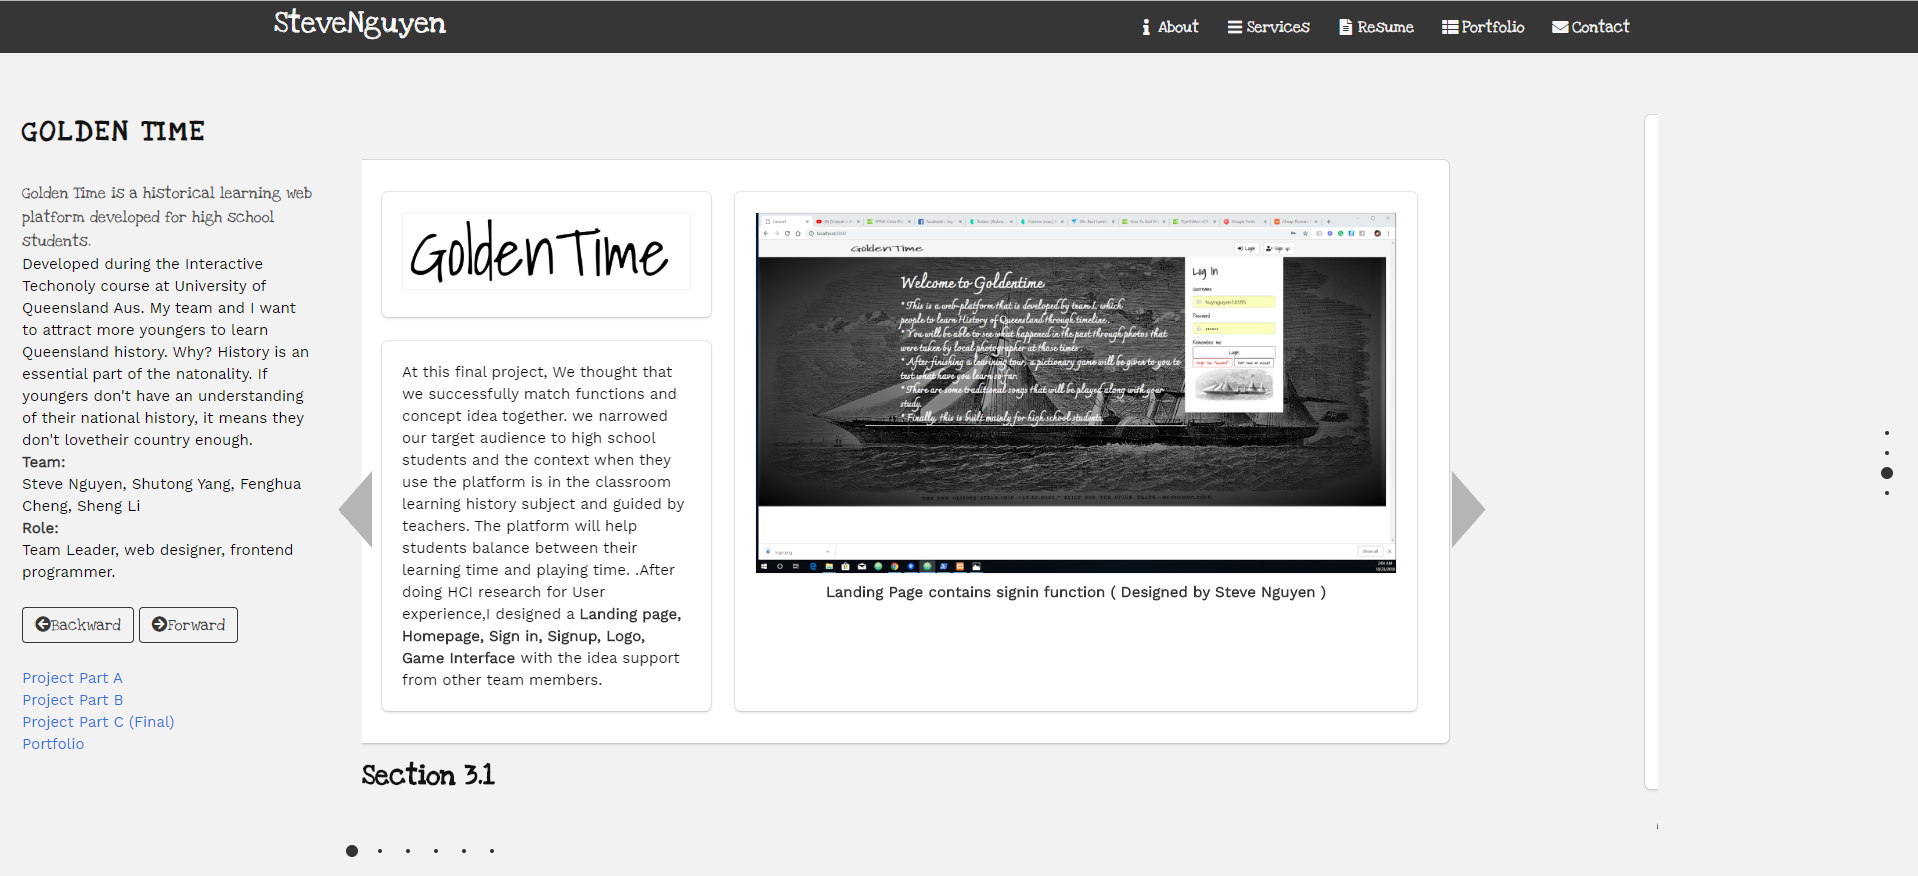 SteveNguyen
About
Services
Resume
Portfolio
Contact
GOLDEN TIME
Golden Time is a historical learning web
platform developed for high school
students.
Developed during the Interactive
Techonoly course at University of
Queensland Aus. My team and I want
to attract more youngers to learn
Queensland history. Why? History is an
essential part of the natonality. If
youngers don't have an understanding
of their national history, it means they
don't lovetheir country enough.
Team:
Steve Nguyen, Shutong Yang, Fenghua
Cheng, Sheng Li
Role:
Team Leader, web designer, frontend
programmer.
Backward
Forward
Project Part A
Project Part B
Project Part C (Final)
Portfolio
Golden Time
At this final project, We thought that
we successfully match functions and
concept idea together. we narrowed
our target audience to high school
students and the context when they
use the platform is in the classroom
learning history subject and guided by
teachers. The platform will help
students balance between their
learning time and playing time. .After
doing HCI research for User
experience,I designed a Landing page,
Homepage, Sign in, Signup, Logo,
Game Interface with the idea support
from other team members.
Golden Time
Login
Sign up
Welcome to Goldentime
* This is a web-platform that is developed by team 1, which
people to learn History of Queensland through timeline.
* You will be able to see what happened in the past through photos that
were taken by local photographer at those times.
* After finishing a learining tour, a pictionary game will be given to you to
test what have you learn so far.
* There are some traditional songs that will be played along with your
study.
* Finally, this is built mainly for high school students.
Log In
Username
Password
Remember me
Login
Landing Page contains signin function ( Designed by Steve Nguyen )
Section 3.1